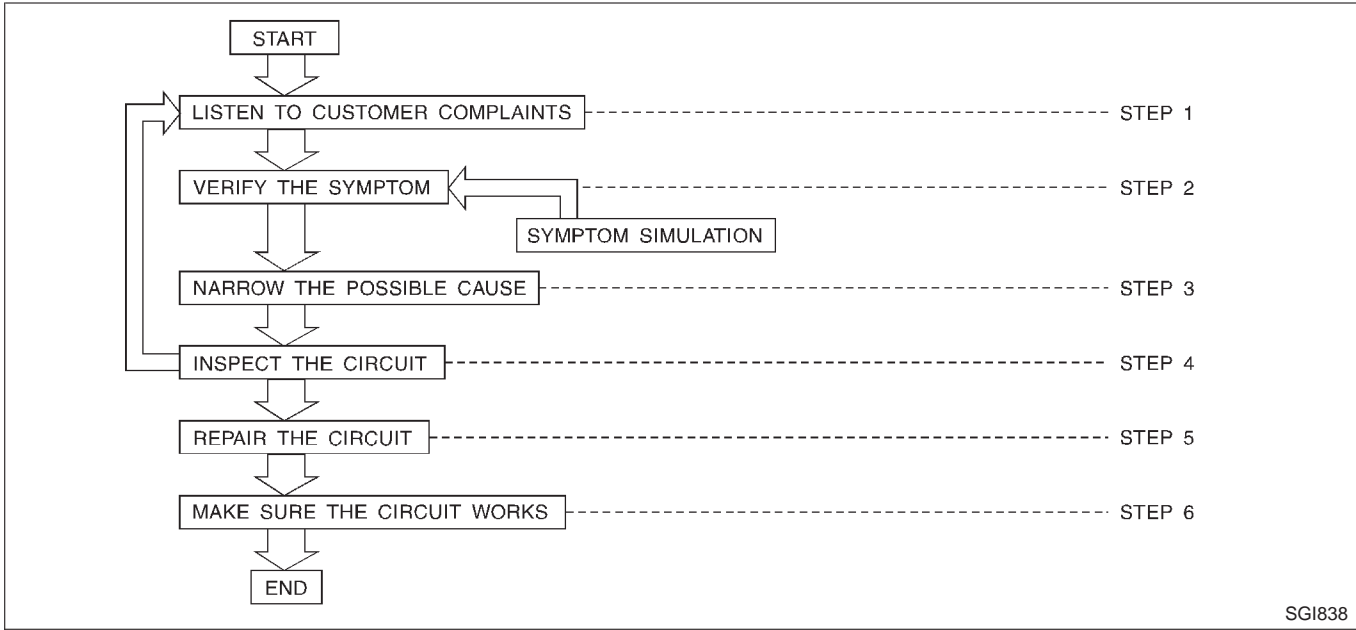 START
LISTEN TO CUSTOMER COMPLAINTS STEP 1
VERIFY THE SYMPTOM STEP 2
SYMPTOM SIMULATION
NARROW THE POSSIBLE CAUSE STEP 3
INSPECT THE CIRCUIT STEP 4
REPAIR THE CIRCUIT STEP 5
MAKE SURE THE CIRCUIT WORKS STEP 6
END
SGI838